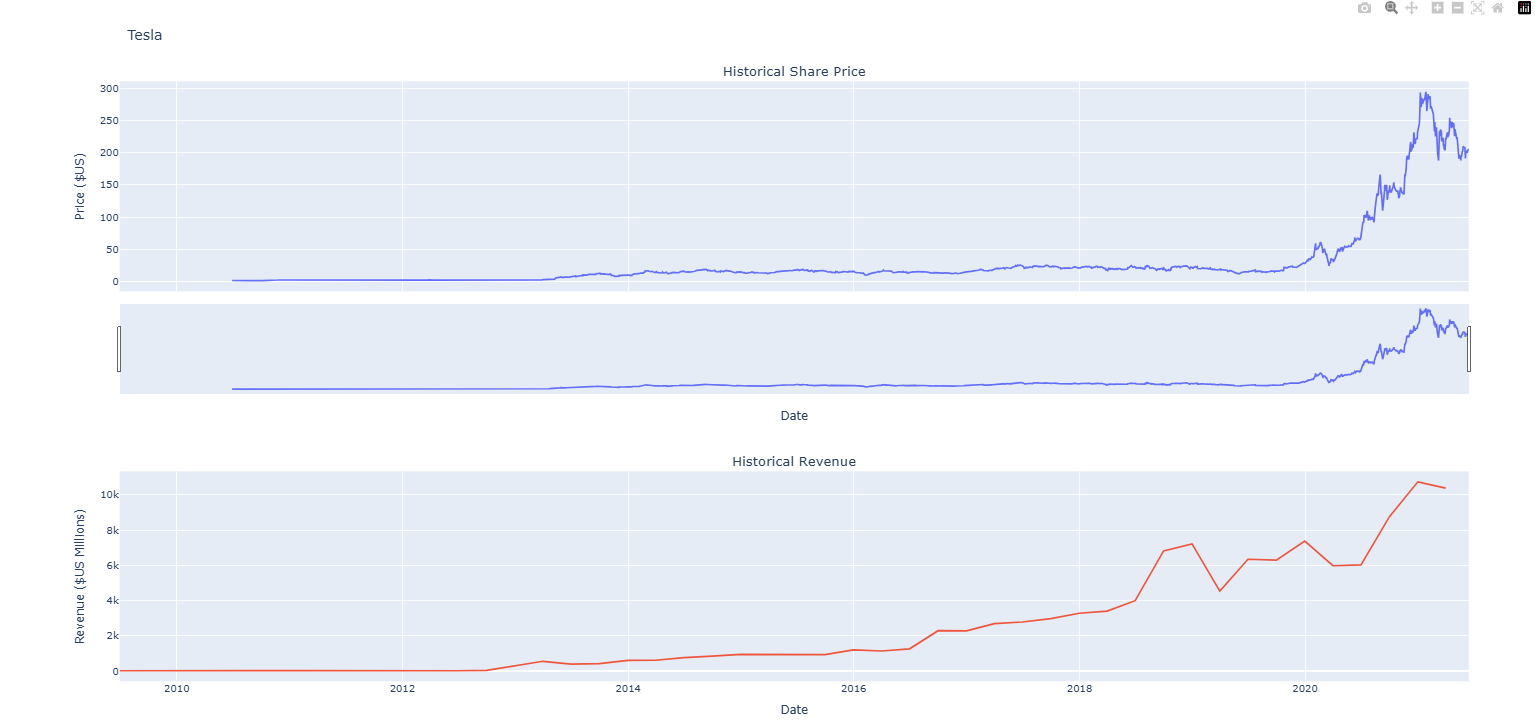 Tesla
Historical Share Price
Price ($US)
300
250
200
150
100
50
0
Date
Historical Revenue
Revenue ($US Millions)
10k
8k
6k
4k
2k
0
2010 2012 2014 2016 2018 2020
Date